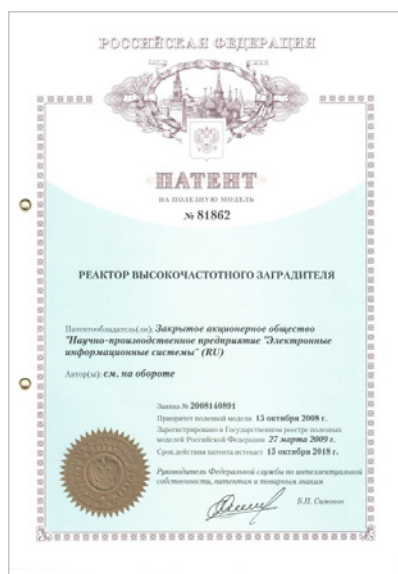 РОССИЙСКАЯ ФЕДЕРАЦИЯ
ПАТЕНТ
НА ПОЛЕЗНУЮ МОДЕЛЬ
№ 81862
РЕАКТОР ВЫСОКОЧАСТОТНОГО ЗАГРАДИТЕЛЯ
Патентообладатель(ли): Закрытое акционерное общество
"Научно-производственное предприятие "Электронные
информационные системы" (RU)
Автор(ы): см. на обороте
Заявка № 2008140891
Приоритет полезной модели 15 октября 2008 г.
Зарегистрировано в Государственном реестре полезных
моделей Российской Федерации 27 марта 2009 г.
Срок действия патента истекает 15 октября 2018 г.
Руководитель Федеральной службы по интеллектуальной
собственности, патентам и товарным знакам
Б.П. Симонов